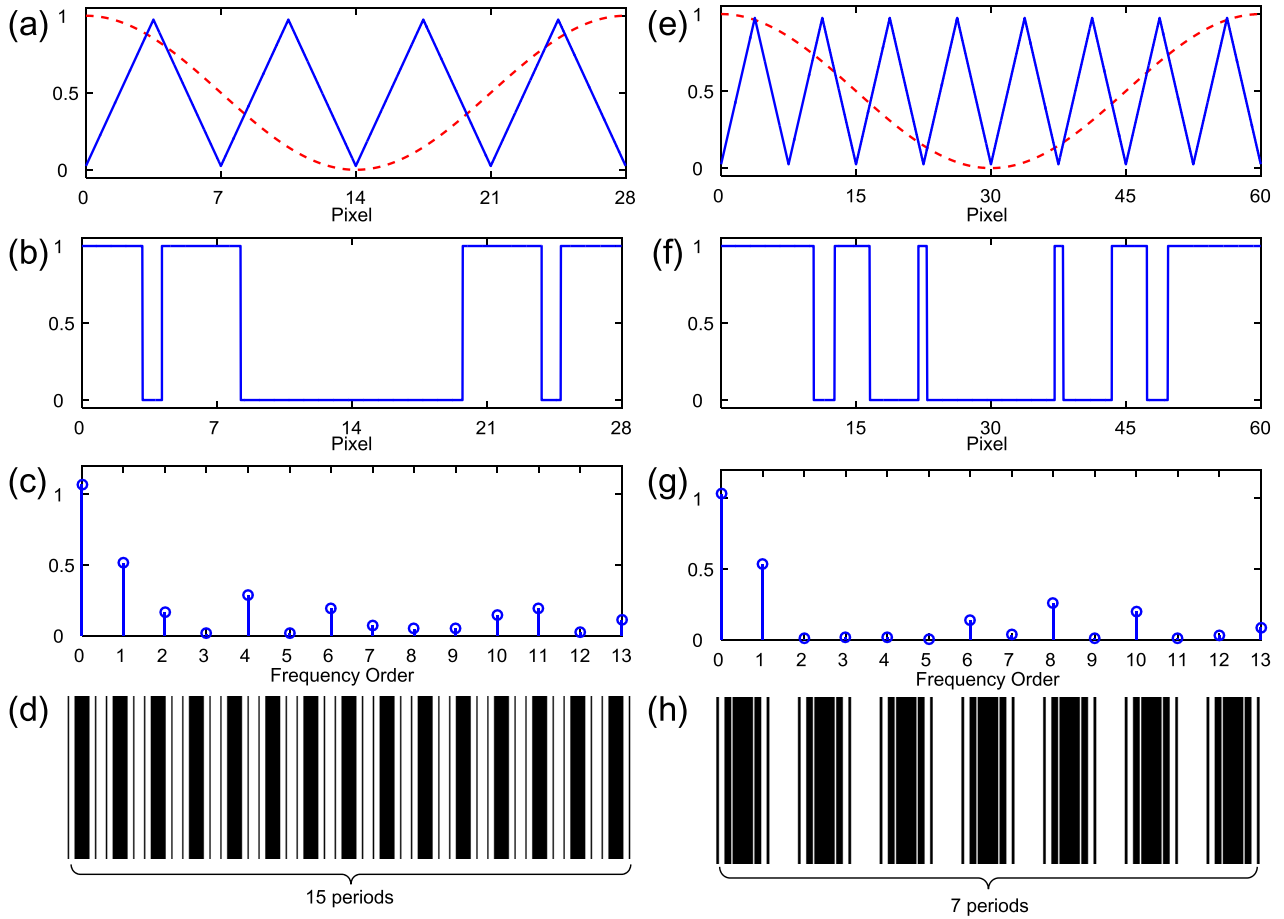 (a)
1
0.5
0
0 7 14 21 28
Pixel
(b)
1
0.5
0
0 7 14 21 28
Pixel
(c)
1
0.5
0
0 1 2 3 4 5 6 7 8 9 10 11 12 13
Frequency Order
(d)
15 periods
(e)
1
0.5
0
0 15 30 45 60
Pixel
(f)
1
0.5
0
15 30 45 60
Pixel
(g)
1
0.5
0
0 1 2 3 4 5 6 7 8 9 10 11 12 13
Frequency Order
(h)
7 periods